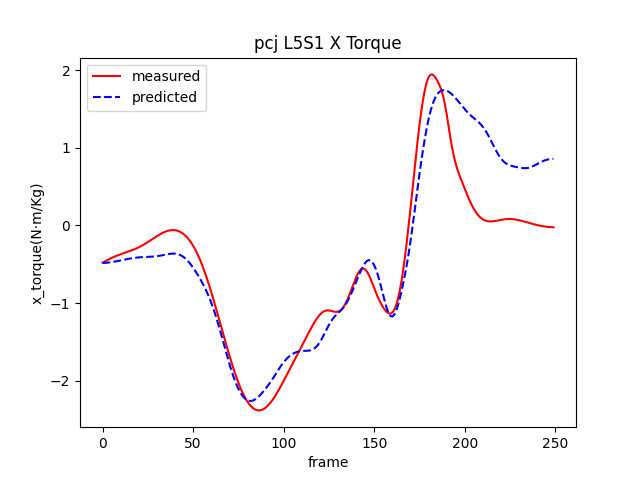 pcj L5S1 X Torque
measured
predicted
x_torque(N·m/Kg)
2
1
0
−1
−2
0 50 100 150 200 250
frame